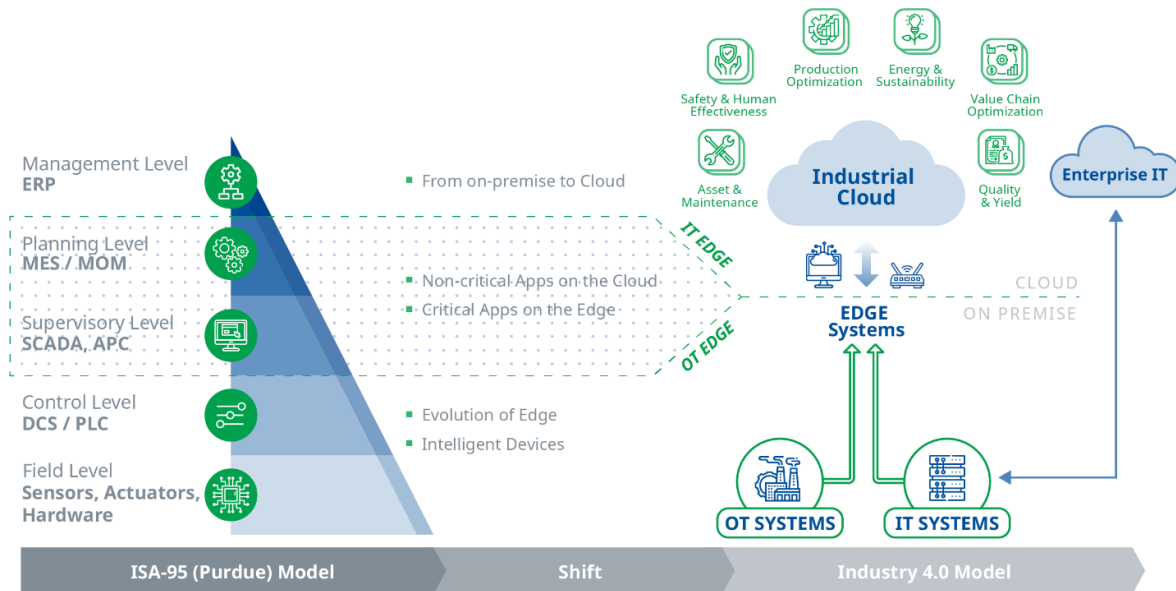 Management Level
ERP
Planning Level
MES / MOM
Supervisory Level
SCADA, APC
Control Level
DCS / PLC
Field Level
Sensors, Actuators,
Hardware
From on-premise to Cloud
Non-critical Apps on the Cloud
Critical Apps on the Edge
Evolution of Edge
Intelligent Devices
IT EDGE
OT EDGE
Asset &
Maintenance
Safety & Human
Effectiveness
Production
Optimization
Energy &
Sustainability
Value Chain
Optimization
Quality
& Yield
Industrial
Cloud
Enterprise IT
CLOUD
ON PREMISE
EDGE
Systems
OT SYSTEMS
IT SYSTEMS
ISA-95 (Purdue) Model
Shift
Industry 4.0 Model